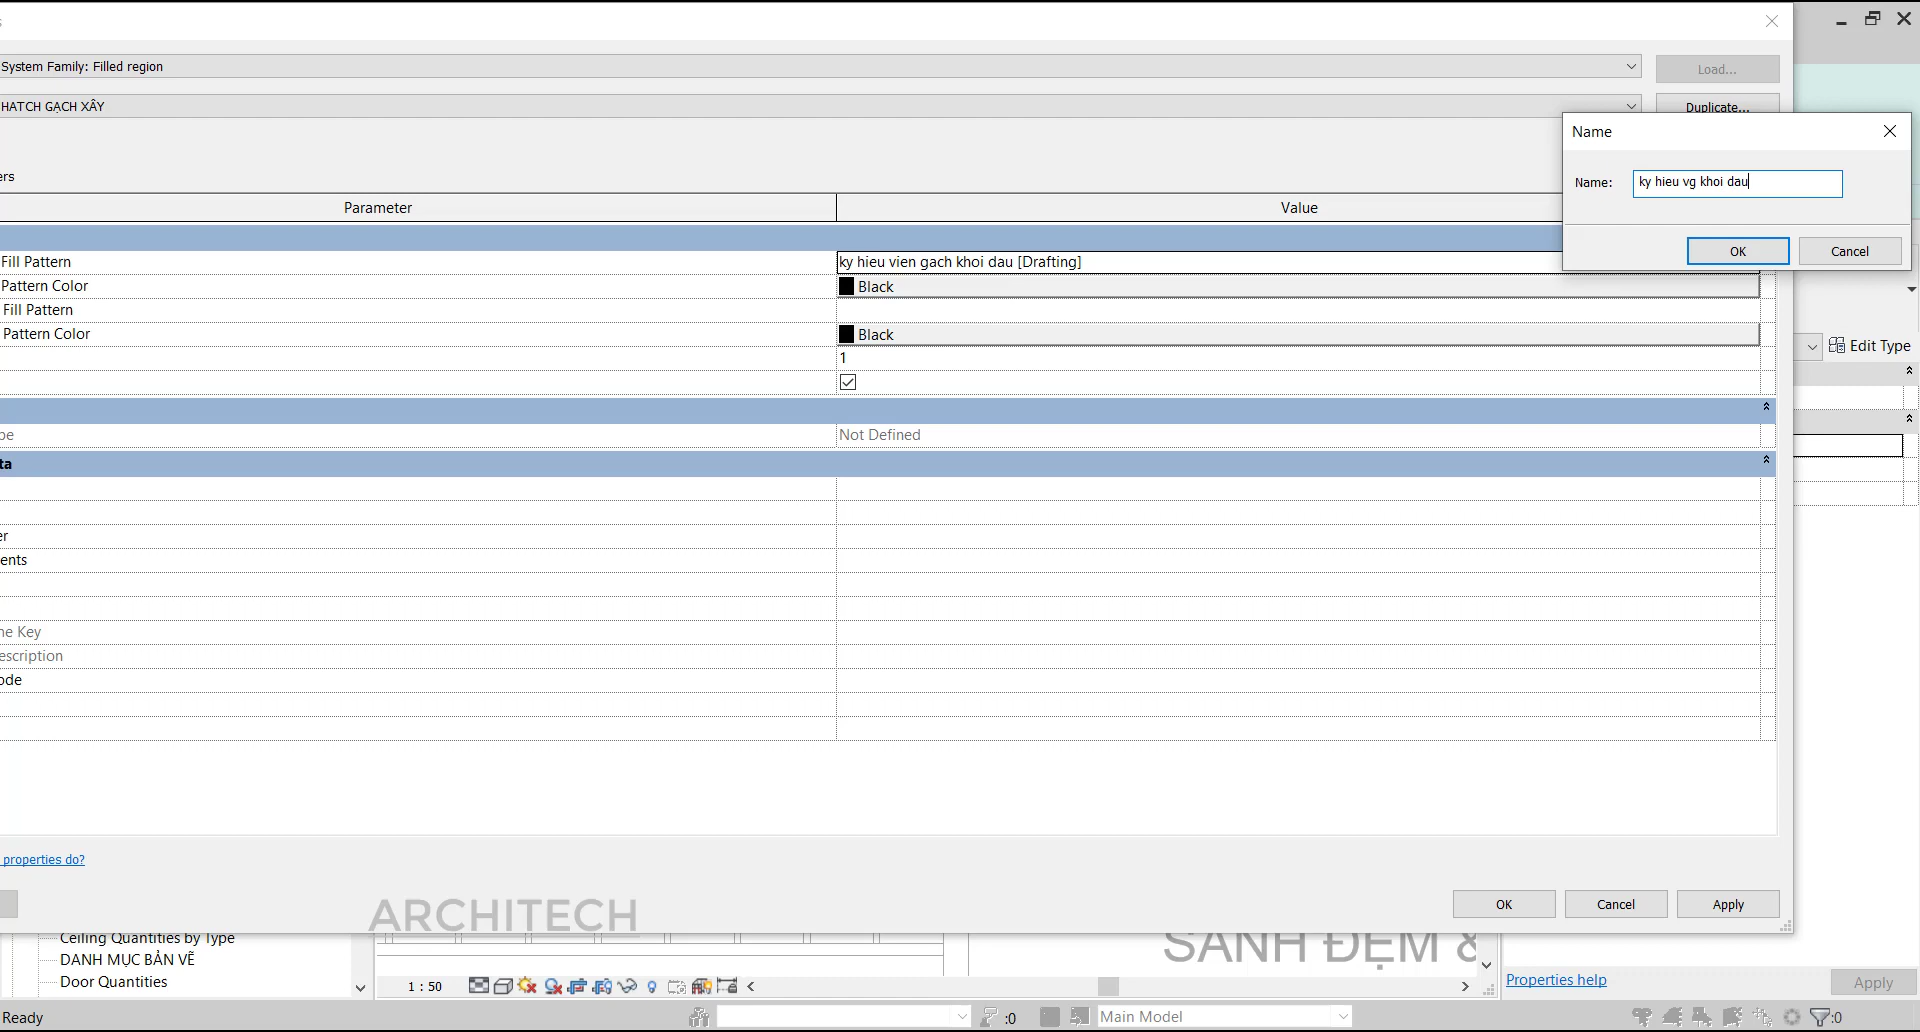 System Family: Filled region
Load...
HATCH GẠCH XÂY
Duplicate...
Name
Name:
ky hieu vg khoi dau
OK
Cancel
ers
Parameter
Value
Fill Pattern
ky hieu vien gach khoi dau [Drafting]
Pattern Color
Black
Fill Pattern
Pattern Color
Black
1
Edit Type
pe
Not Defined
ta
er
ents
ne Key
escription
ode
properties do?
ARCHITECH
OK
Cancel
Apply
Ceiling Quantities by Type
DANH MỤC BẢN VẼ
Door Quantities
SẢNH ĐỆM &
1 : 50
Properties help
Apply
Ready
:0
Main Model
:0